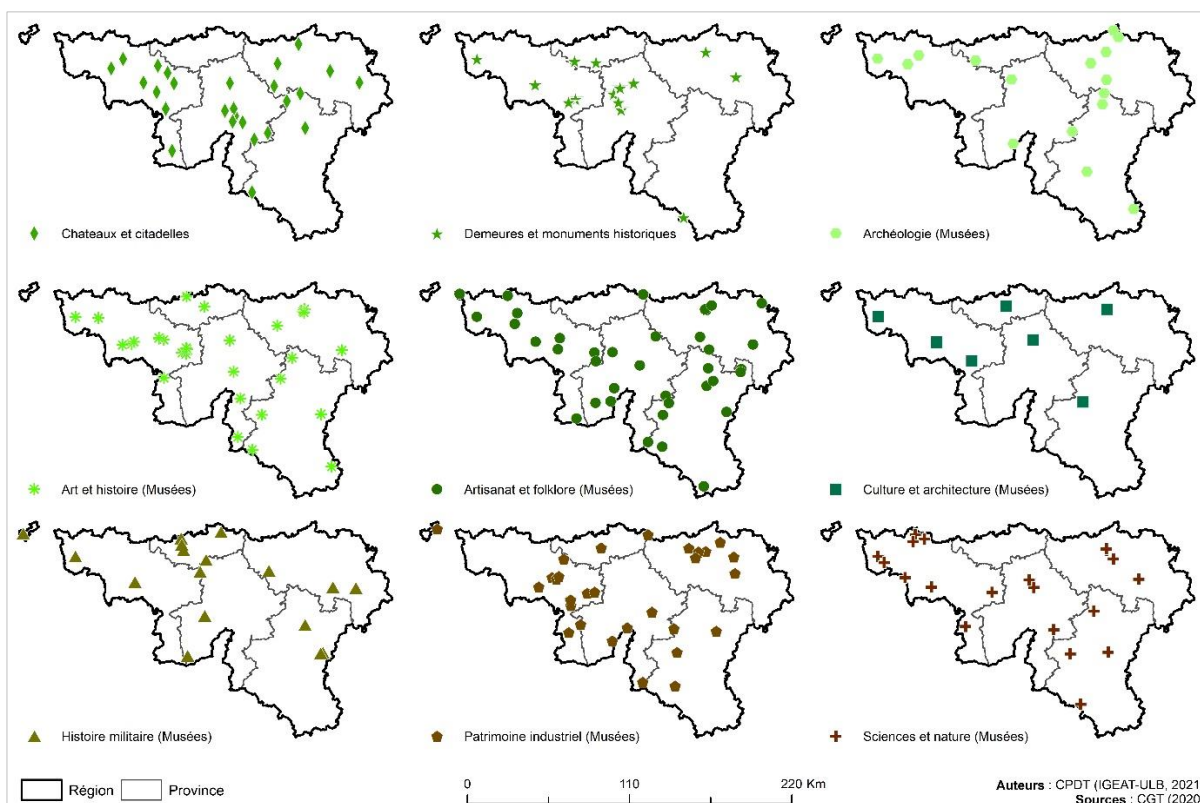 Chateaux et citadelles
Demeures et monuments historiques
Archéologie (Musées)
Art et histoire (Musées)
Artisanat et folklore (Musées)
Culture et architecture (Musées)
Histoire militaire (Musées)
Patrimoine industriel (Musées)
Sciences et nature (Musées)
Région
Province
0 110 220 Km
Auteurs : CPDT (IGEAT-ULB, 2021
Sources : CGT (2020